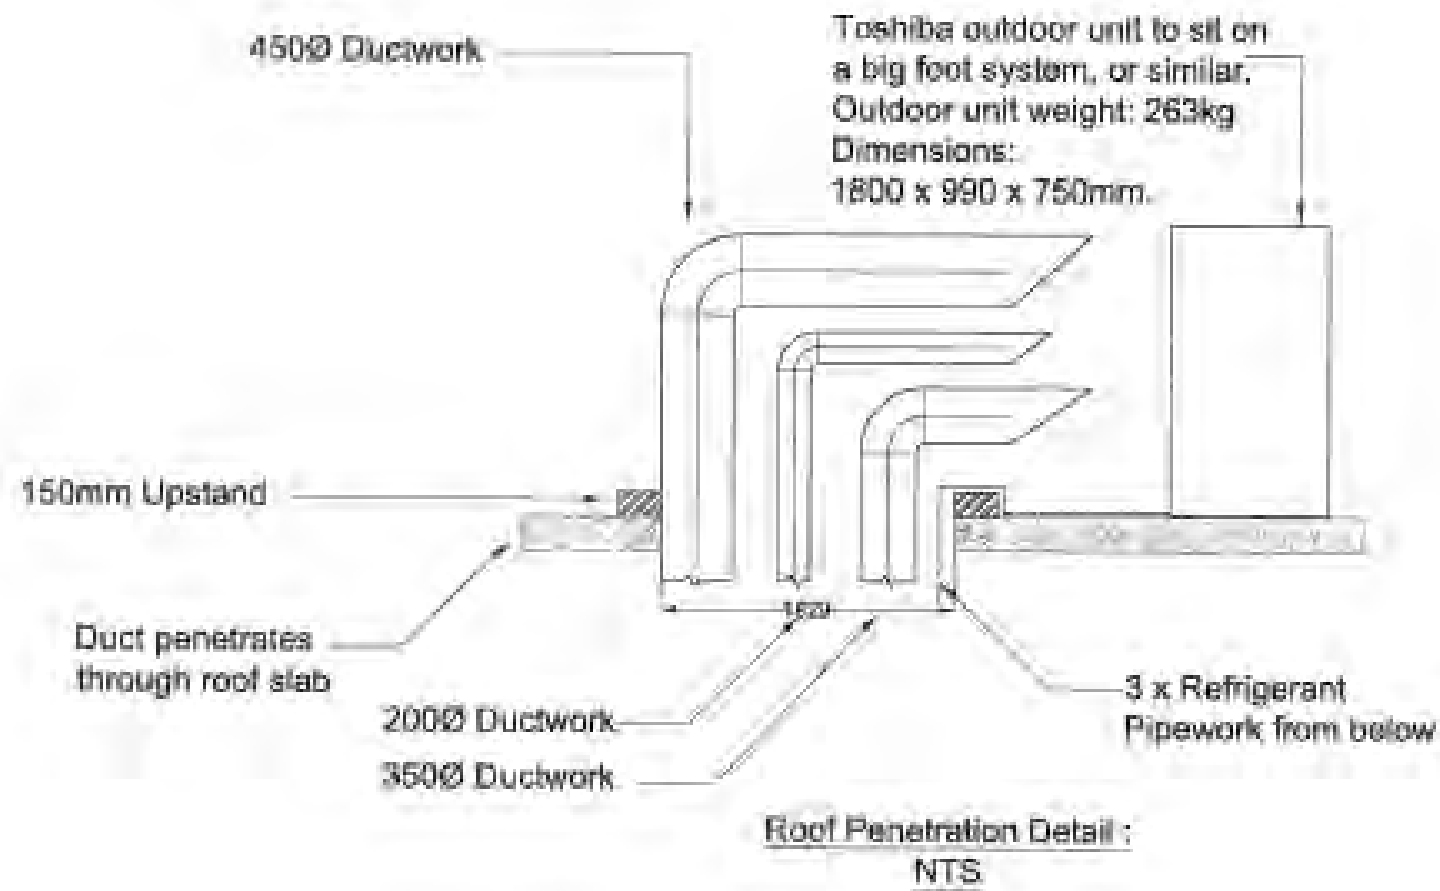 450Ø Ductwork
Toshiba outdoor unit to sit on
a big foot system, or similar.
Outdoor unit weight: 263kg
Dimensions:
1800 x 990 x 750mm.
150mm Upstand
Duct penetrates
through roof slab
200Ø Ductwork
350Ø Ductwork
3 x Refrigerant
Pipework from below
Roof Penetration Detail :
NTS